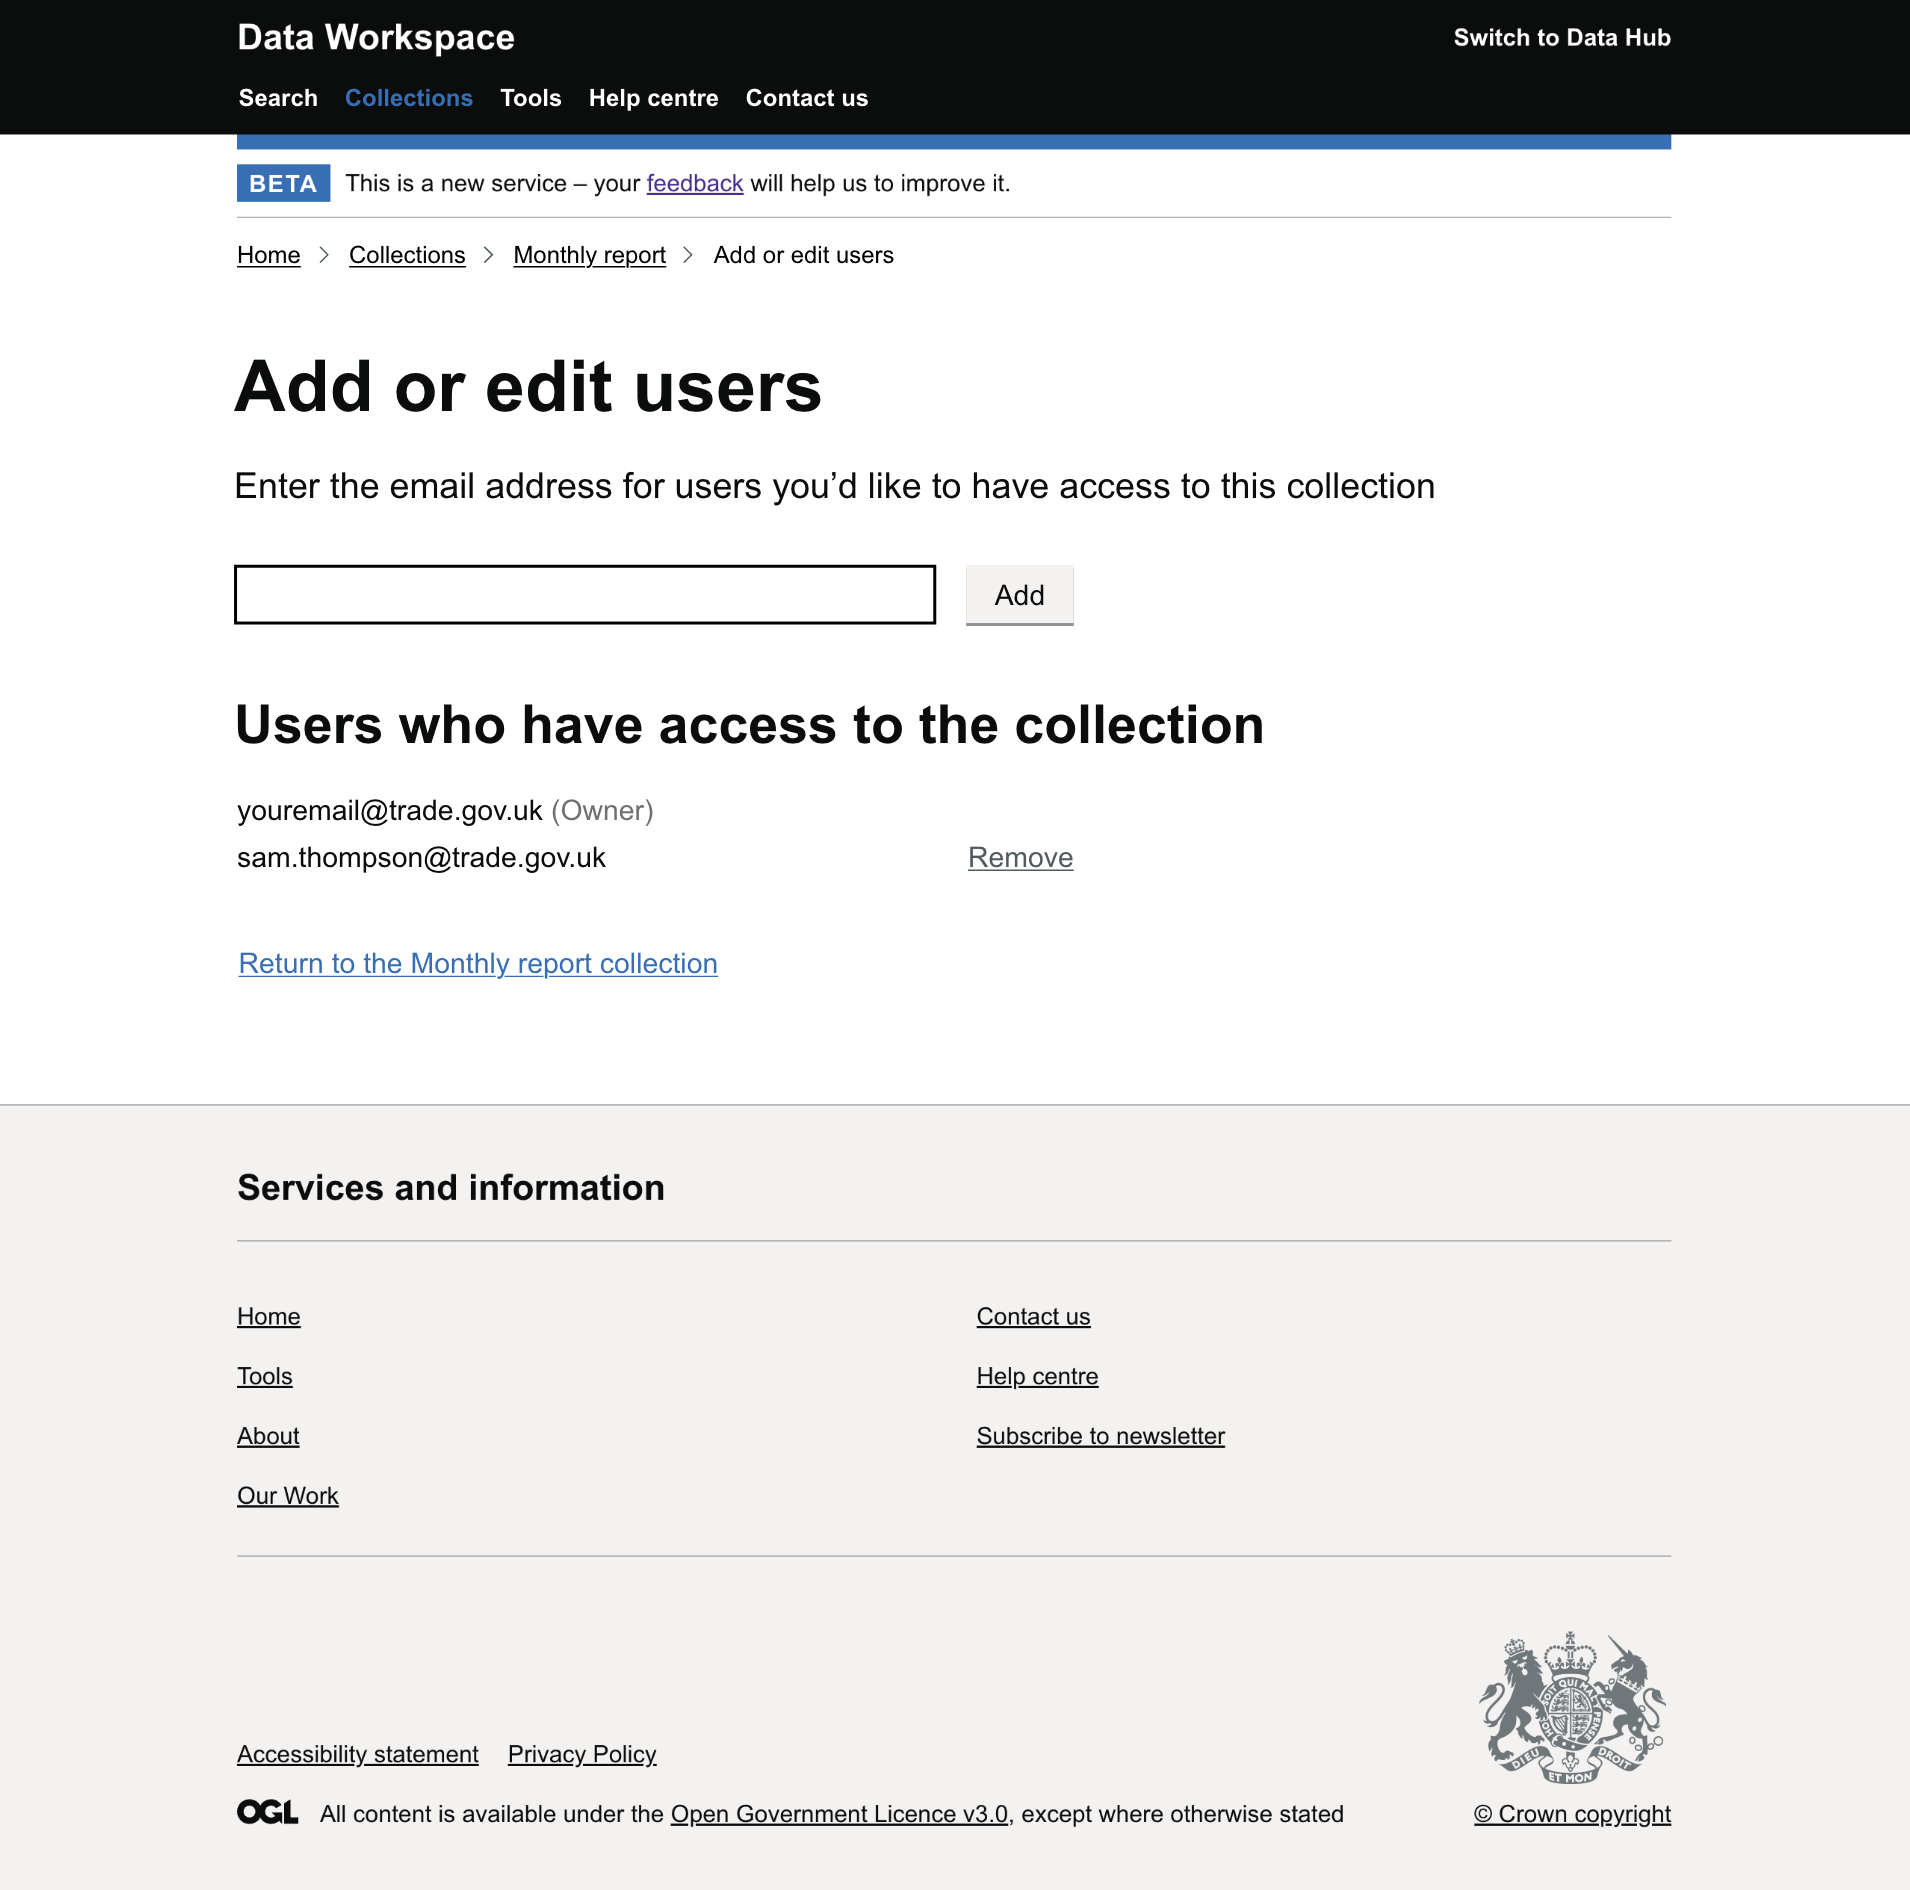 Data Workspace
Switch to Data Hub
Search Collections Tools Help centre Contact us
BETA This is a new service – your feedback will help us to improve it.
Home Collections Monthly report Add or edit users
Add or edit users
Enter the email address for users you’d like to have access to this collection
Add
Users who have access to the collection
youremail@trade.gov.uk (Owner)
sam.thompson@trade.gov.uk Remove
Return to the Monthly report collection
Services and information
Home Contact us
Tools Help centre
About Subscribe to newsletter
Our Work
DIEU ET MON DROIT
Accessibility statement Privacy Policy
OGL All content is available under the Open Government Licence v3.0, except where otherwise stated
© Crown copyright